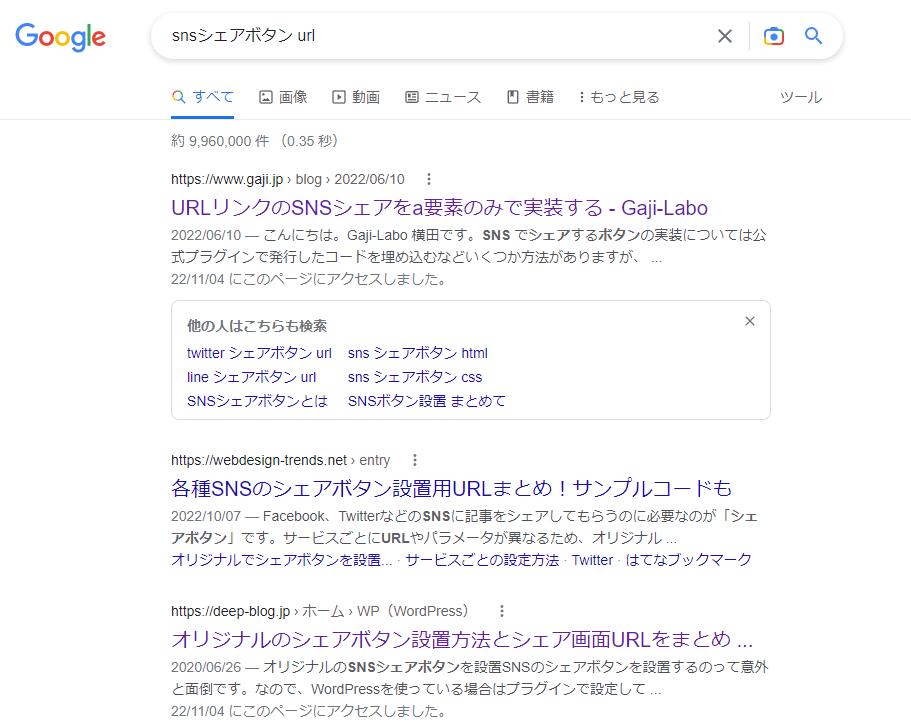 Google
snsシェアボタン url
すべて 画像 動画 ニュース 書籍 もっと見る ツール
約 9,960,000 件 （0.35 秒）
https://www.gaji.jp › blog › 2022/06/10
URLリンクのSNSシェアをa要素のみで実装する - Gaji-Labo
2022/06/10 — こんにちは。Gaji-Labo 横田です。SNS でシェアするボタンの実装については公
式プラグインで発行したコードを埋め込むなどいくつか方法がありますが、 ...
22/11/04 にこのページにアクセスしました。
他の人はこちらも検索
twitter シェアボタン url sns シェアボタン html
line シェアボタン url sns シェアボタン css
SNSシェアボタンとは SNSボタン設置 まとめて
https://webdesign-trends.net › entry
各種SNSのシェアボタン設置用URLまとめ！サンプルコードも
2022/10/07 — Facebook、TwitterなどのSNSに記事をシェアしてもらうのに必要なのが「シェ
アボタン」です。サービスごとにURLやパラメータが異なるため、オリジナル ...
オリジナルでシェアボタンを設置... · サービスごとの設定方法 · Twitter · はてなブックマーク
https://deep-blog.jp › ホーム › WP（WordPress）
オリジナルのシェアボタン設置方法とシェア画面URLをまとめ ...
2020/06/26 — オリジナルのSNSシェアボタンを設置SNSのシェアボタンを設置するのって意外
と面倒です。なので、WordPressを使っている場合はプラグインで設定して ...
22/11/04 にこのページにアクセスしました。